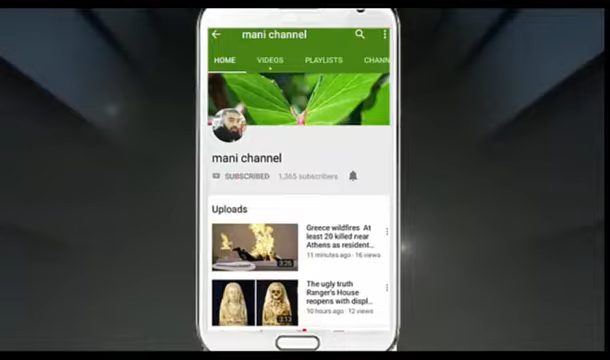 mani channel
HOME VIDEOS PLAYLISTS CHANN
mani channel
SUBSCRIBED 1,365 subscribers
Uploads
Greece wildfires At
least 20 killed near
Athens as resident...
11 minutes ago · 16 views
3:26
The ugly truth
Ranger's House
reopens with displ...
10 hours ago · 12 views
3:13